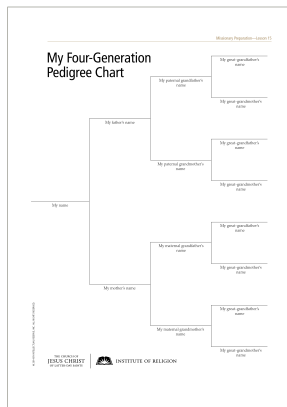 Missionary Preparation—Lesson 11
My Four-Generation
Pedigree Chart
My great-grandfather's
name
My paternal grandfather's
name
My great-grandmother's
name
My father's name
My great-grandfather's
name
My paternal grandmother's
name
My great-grandmother's
name
My name
My great-grandfather's
name
My maternal grandfather's
name
My great-grandmother's
name
My mother's name
My great-grandfather's
name
My maternal grandmother's
name
My great-grandmother's
name
THE CHURCH OF
JESUS CHRIST
OF LATTER-DAY SAINTS
INSTITUTE OF RELIGION